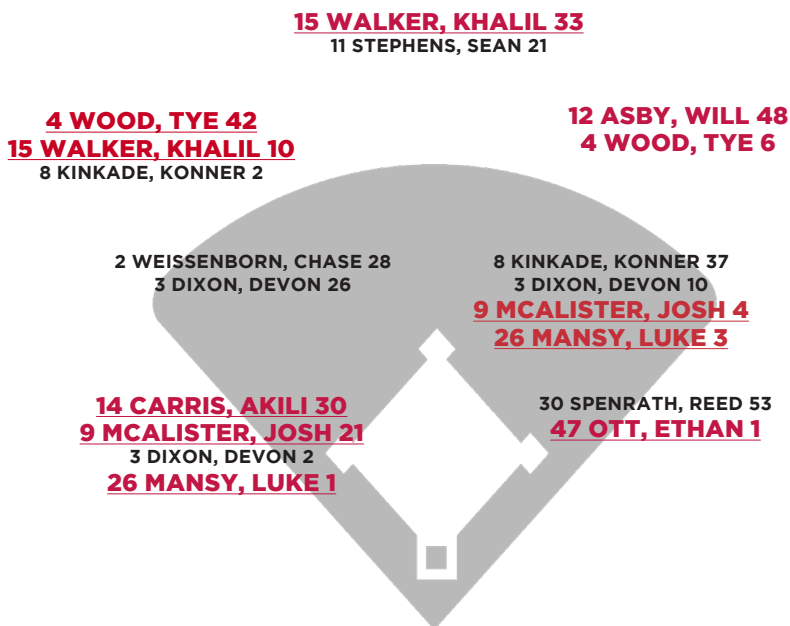 15 WALKER, KHALIL 33
11 STEPHENS, SEAN 21
4 WOOD, TYE 42
15 WALKER, KHALIL 10
8 KINKADE, KONNER 2
12 ASBY, WILL 48
4 WOOD, TYE 6
2 WEISSENBORN, CHASE 28
3 DIXON, DEVON 26
8 KINKADE, KONNER 37
3 DIXON, DEVON 10
9 MCALISTER, JOSH 4
26 MANSY, LUKE 3
14 CARRIS, AKILI 30
9 MCALISTER, JOSH 21
3 DIXON, DEVON 2
26 MANSY, LUKE 1
30 SPENRATH, REED 53
47 OTT, ETHAN 1